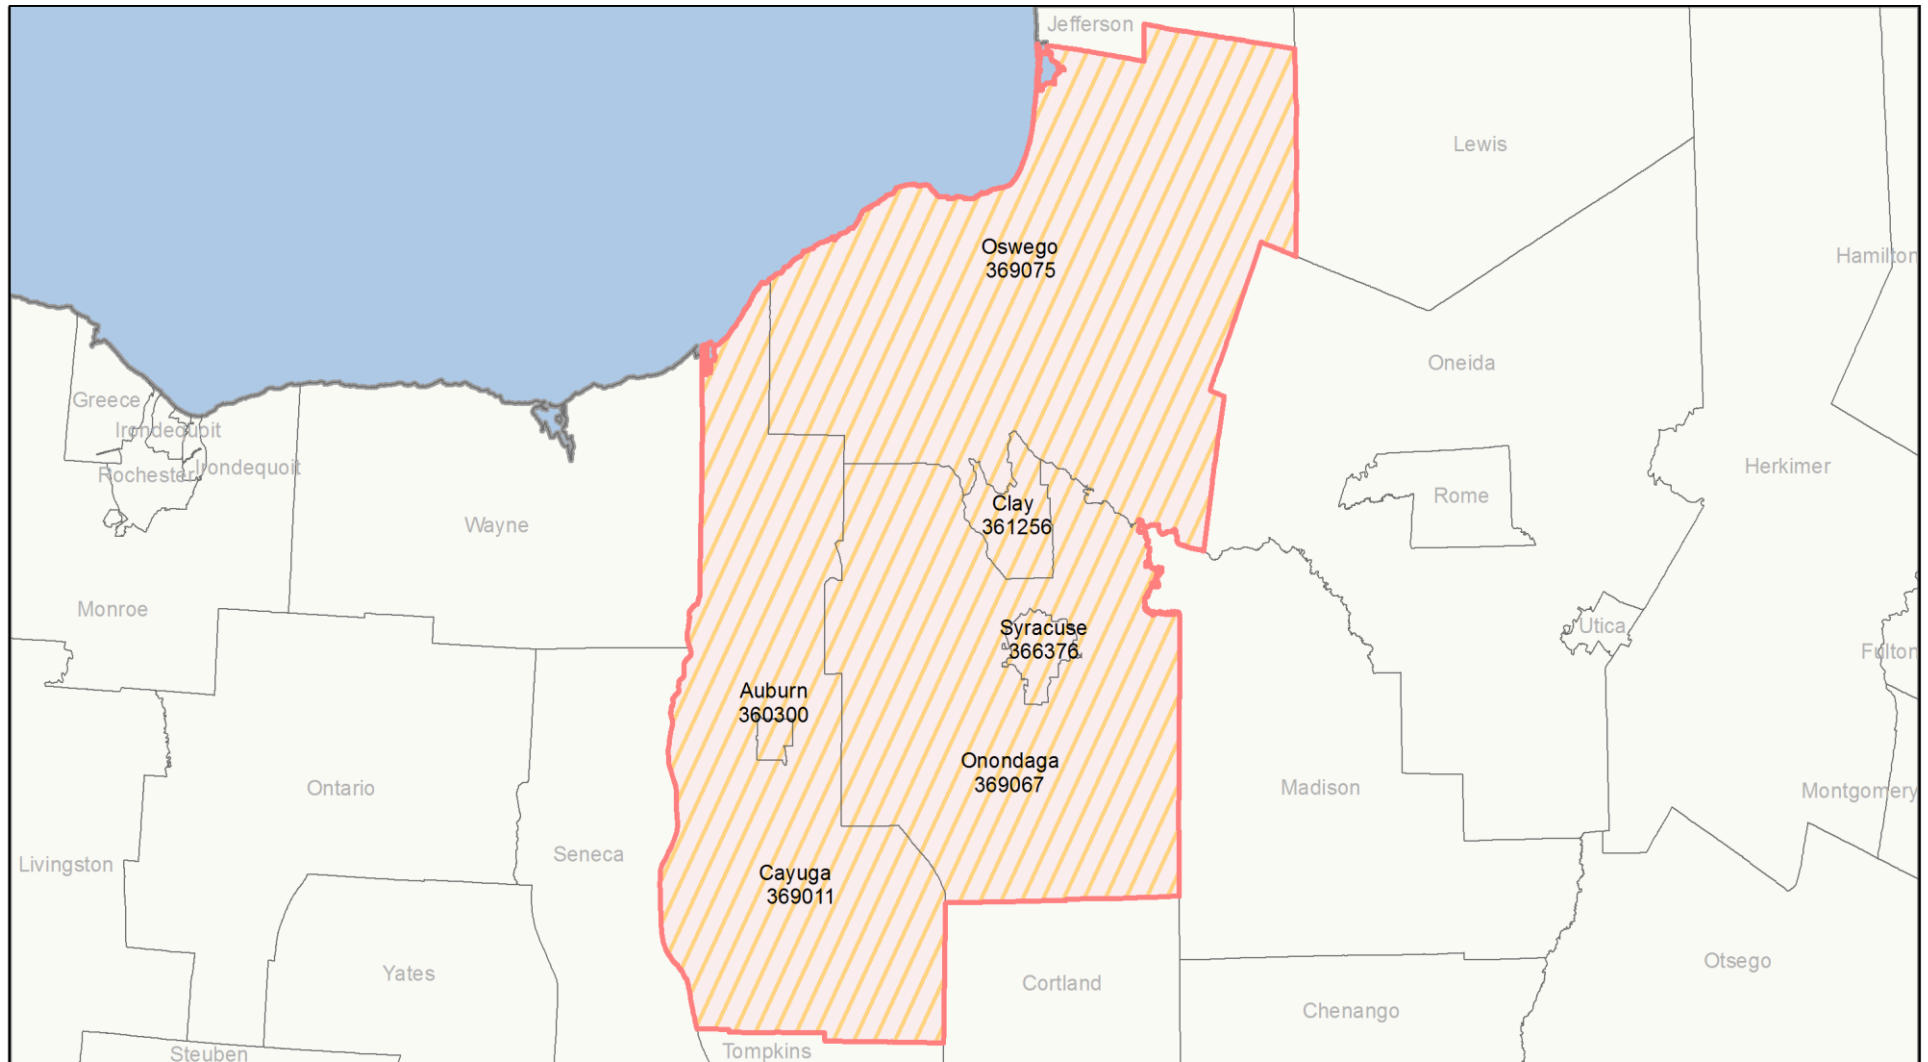 Jefferson
Lewis
Oswego
369075
Hamilton
Oneida
Greece
Irondequoit
Rochester
Irondequoit
Herkimer
Rome
Clay
361256
Wayne
Monroe
Utica
Syracuse
366376
Fulton
Auburn
360300
Onondaga
369067
Ontario
Madison
Montgomery
Seneca
Livingston
Cayuga
369011
Otsego
Yates
Cortland
Chenango
Tompkins
Steuben